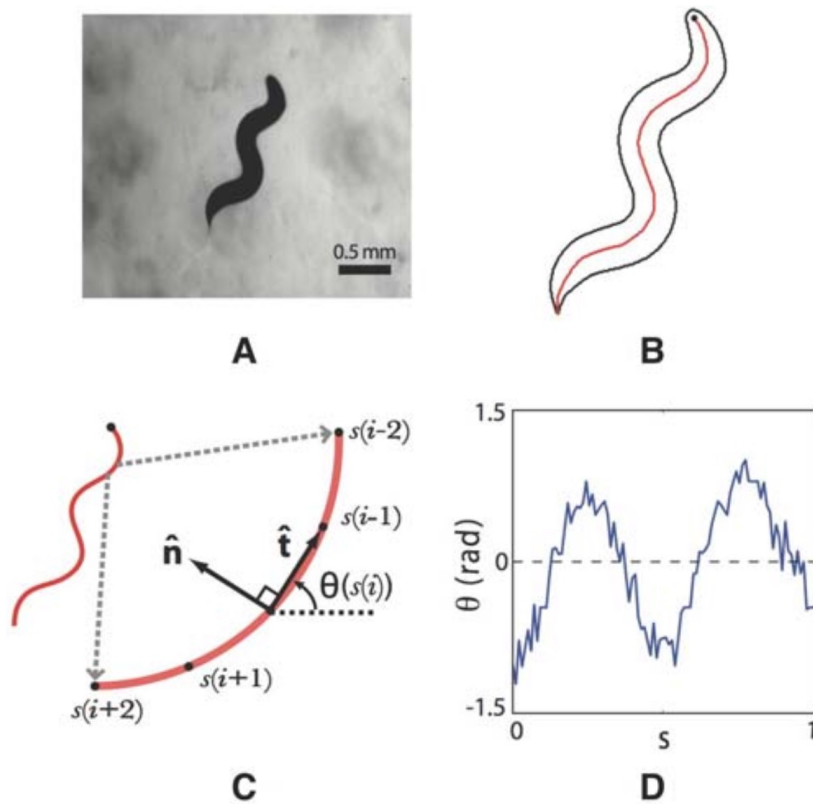 0.5 mm
A
B
s(i-2)
s(i-1)
n̂
t̂
θ(s(i))
s(i+1)
s(i+2)
C
1.5
0
-1.5
θ (rad)
0
s
1
D